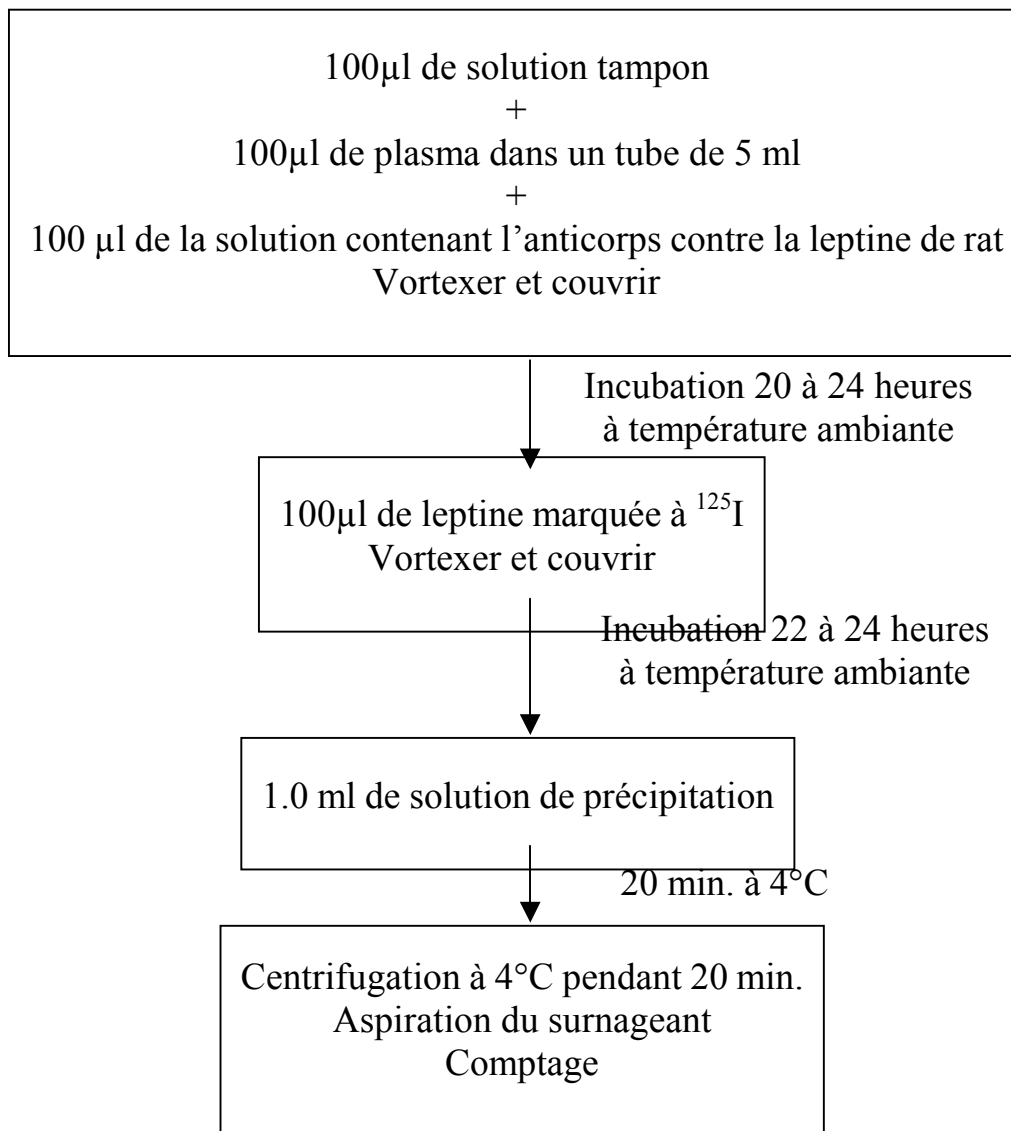 100µl de solution tampon
+
100µl de plasma dans un tube de 5 ml
+
100 µl de la solution contenant l’anticorps contre la leptine de rat
Vortexer et couvrir
Incubation 20 à 24 heures
à température ambiante
100µl de leptine marquée à ¹²⁵I
Vortexer et couvrir
Incubation 22 à 24 heures
à température ambiante
1.0 ml de solution de précipitation
20 min. à 4°C
Centrifugation à 4°C pendant 20 min.
Aspiration du surnageant
Comptage